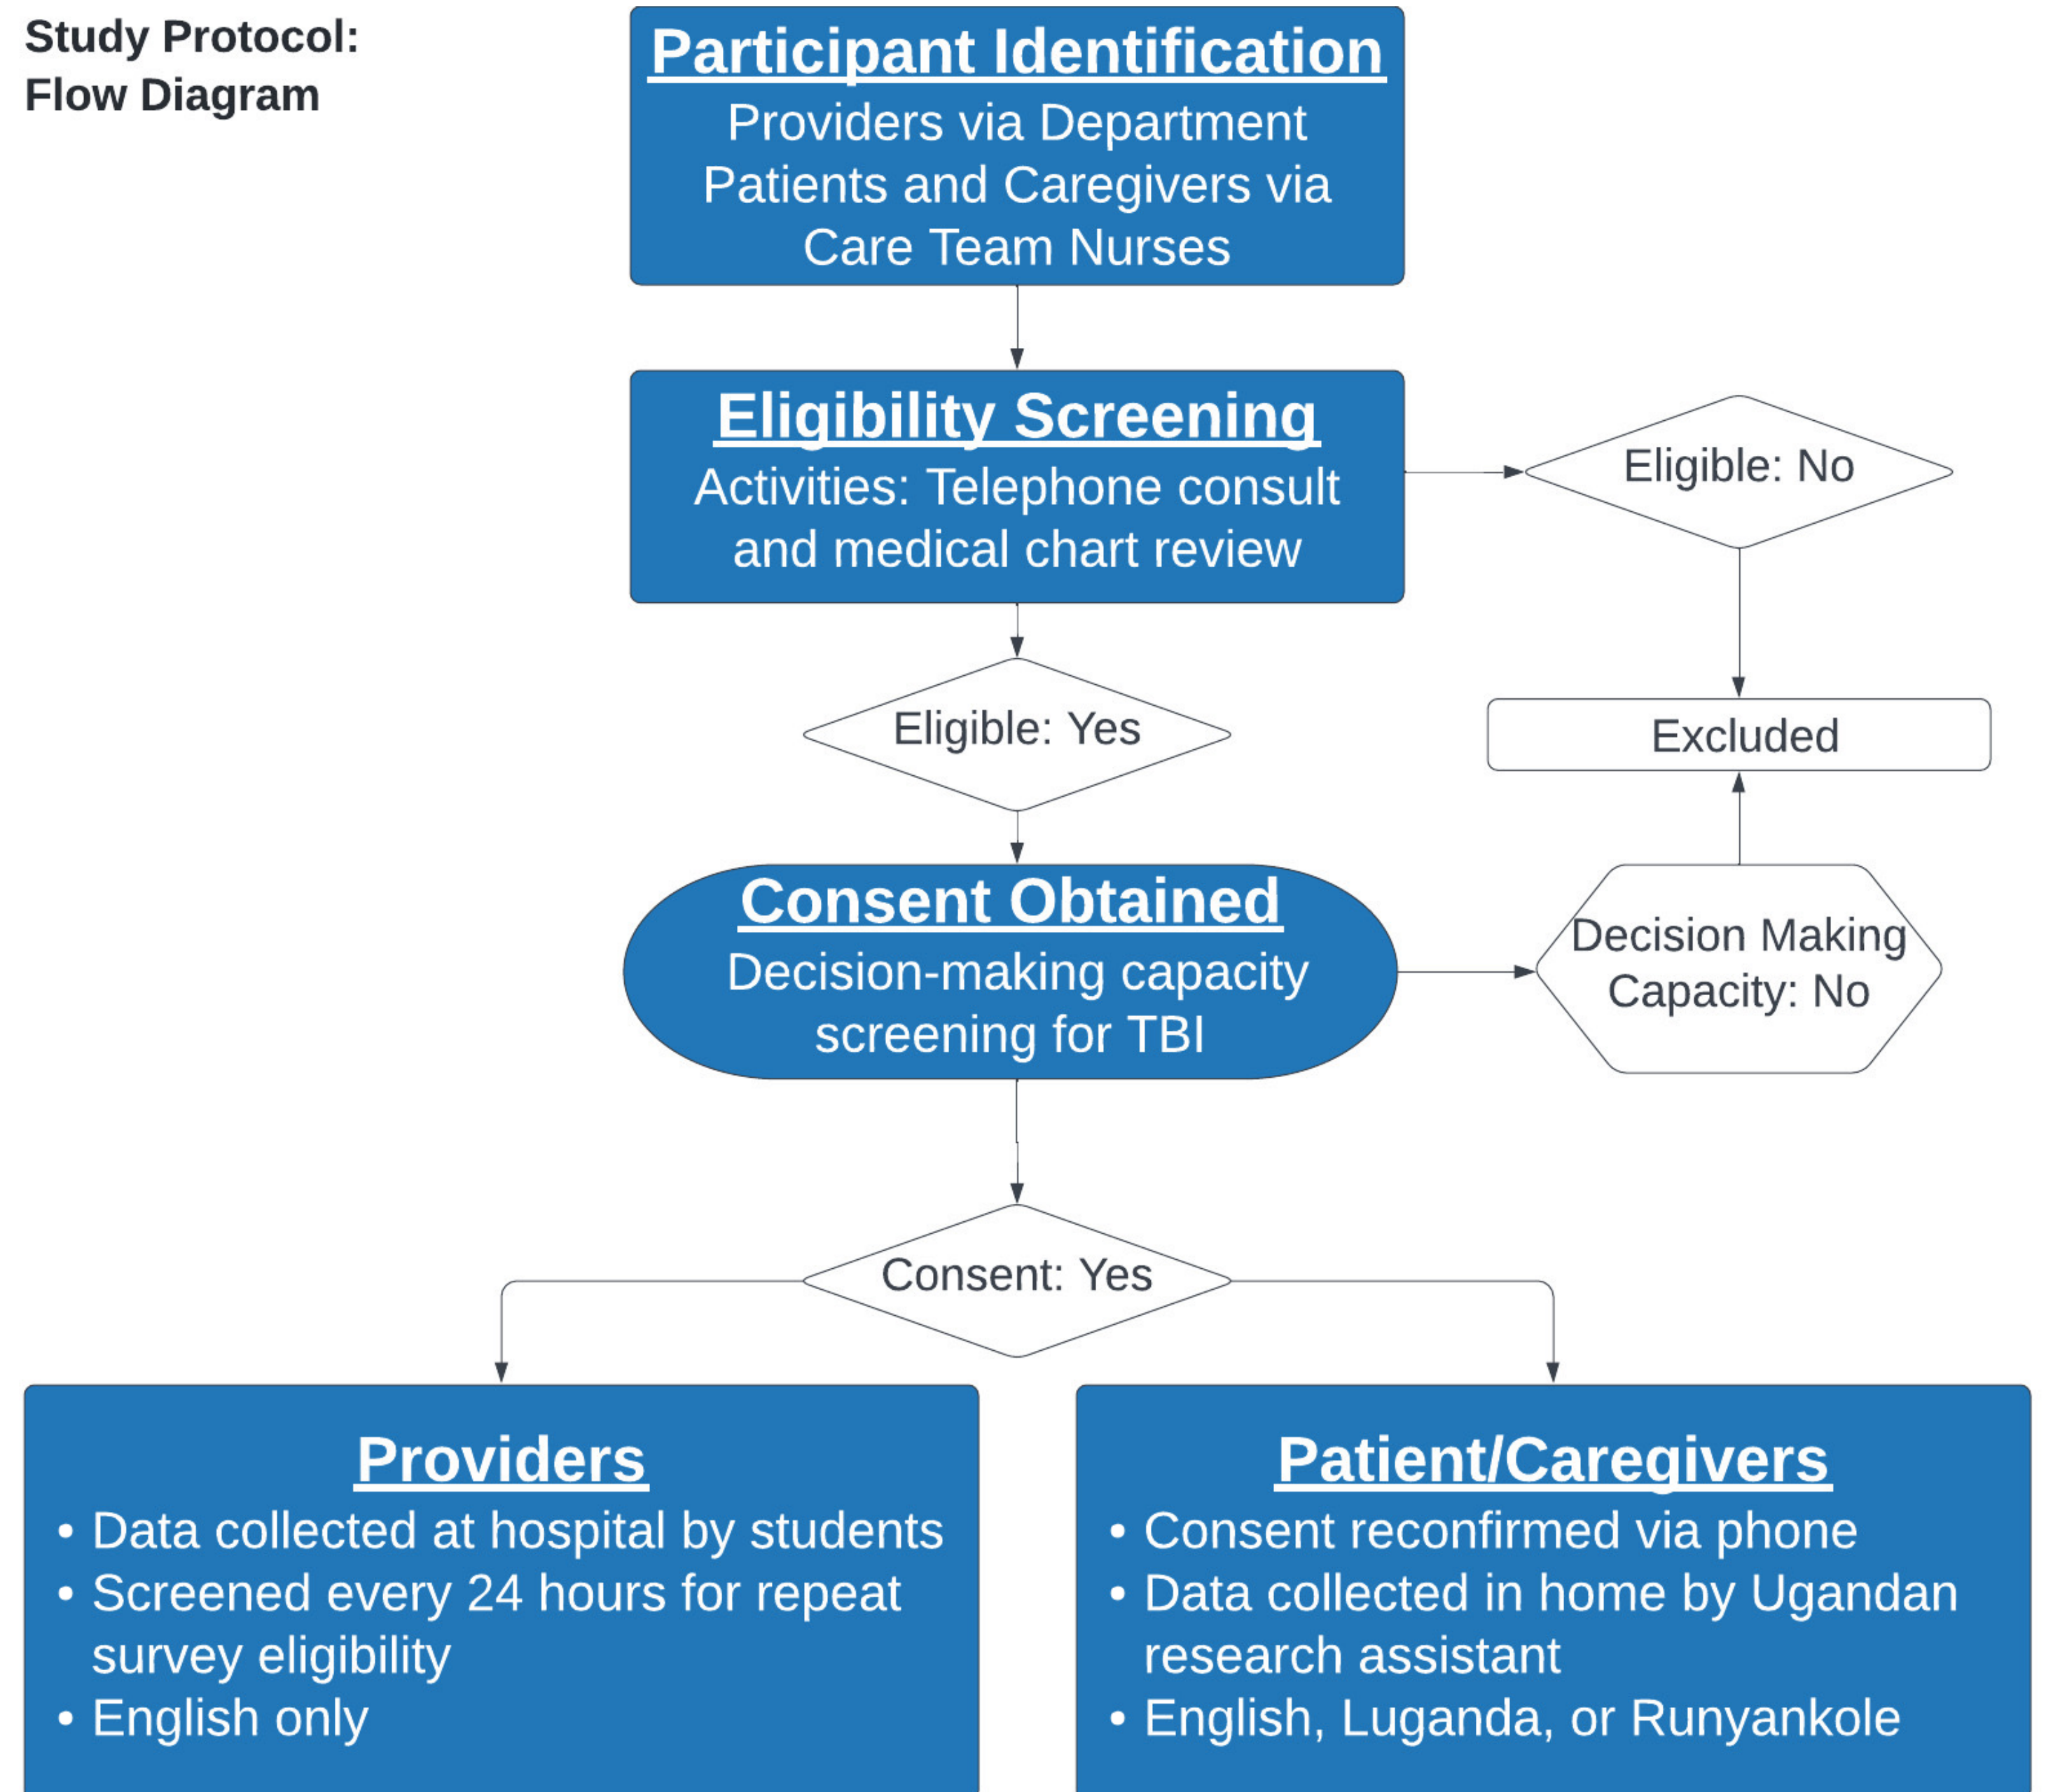 Study Protocol:
Flow Diagram
Participant Identification
Providers via Department
Patients and Caregivers via
Care Team Nurses
Eligibility Screening
Activities: Telephone consult
and medical chart review
Eligible: No
Eligible: Yes
Excluded
Consent Obtained
Decision-making capacity
screening for TBI
Decision Making
Capacity: No
Consent: Yes
Providers
• Data collected at hospital by students
• Screened every 24 hours for repeat
survey eligibility
• English only
Patient/Caregivers
• Consent reconfirmed via phone
• Data collected in home by Ugandan
research assistant
• English, Luganda, or Runyankole